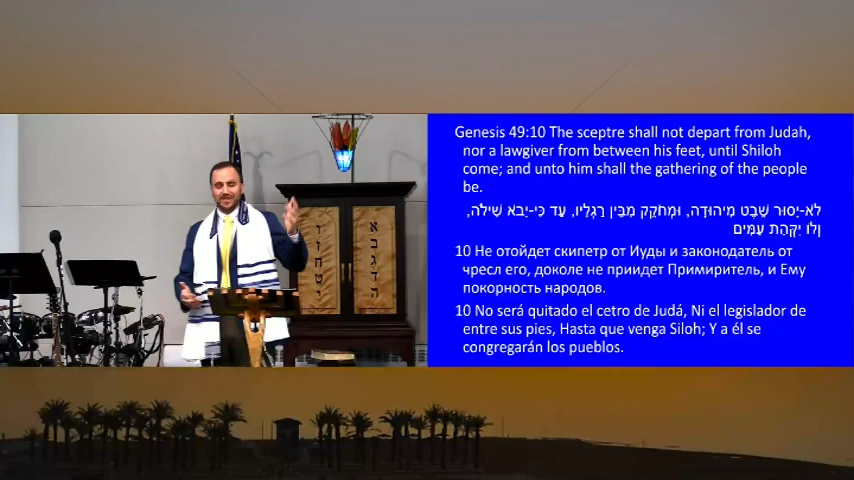 Genesis 49:10 The sceptre shall not depart from Judah,
nor a lawgiver from between his feet, until Shiloh
come; and unto him shall the gathering of the people
be.
לֹא-יָסוּר שֵׁבֶט מִיהוּדָה, וּמְחֹקֵק מִבֵּין רַגְלָיו, עַד כִּי-יָבֹא שִׁילֹה,
וְלוֹ יִקְּהַת עַמִּים
10 Не отойдет скипетр от Иуды и законодатель от
чресл его, доколе не приидет Примиритель, и Ему
покорность народов.
10 No será quitado el cetro de Judá, Ni el legislador de
entre sus pies, Hasta que venga Siloh; Y a él se
congregarán los pueblos.
א
ב
ג
ד
ה
ו
ז
ח
ט
י